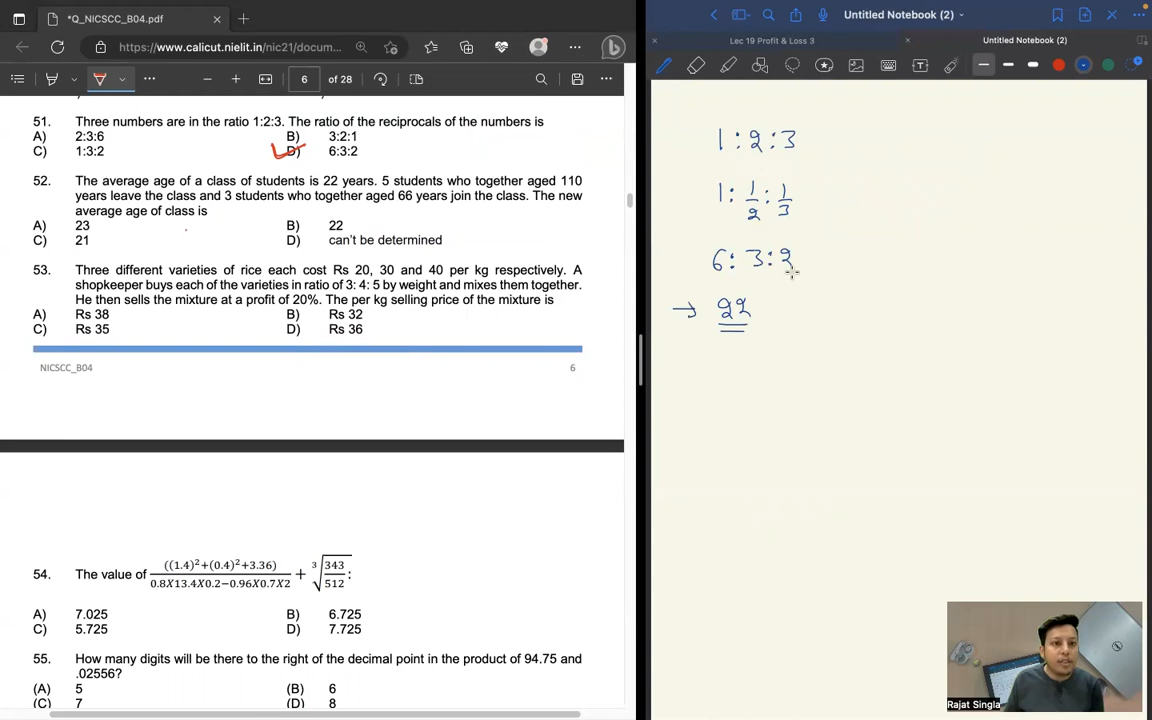 *Q_NICSCC_B04.pdf
https://www.calicut.nielit.in/nic21/docum...
6 of 28
51. Three numbers are in the ratio 1:2:3. The ratio of the reciprocals of the numbers is
A) 2:3:6 B) 3:2:1
C) 1:3:2 D) 6:3:2
52. The average age of a class of students is 22 years. 5 students who together aged 110
years leave the class and 3 students who together aged 66 years join the class. The new
average age of class is
A) 23 B) 22
C) 21 D) can't be determined
53. Three different varieties of rice each cost Rs 20, 30 and 40 per kg respectively. A
shopkeeper buys each of the varieties in ratio of 3: 4: 5 by weight and mixes them together.
He then sells the mixture at a profit of 20%. The per kg selling price of the mixture is
A) Rs 38 B) Rs 32
C) Rs 35 D) Rs 36
NICSCC_B04 6
54. The value of ((1.4)²+(0.4)²+3.36) / 0.8X13.4X0.2−0.96X0.7X2 + ³√343/512 :
A) 7.025 B) 6.725
C) 5.725 D) 7.725
55. How many digits will be there to the right of the decimal point in the product of 94.75 and
.02556?
(A) 5 (B) 6
(C) 7 (D) 8
Untitled Notebook (2)
Lec 19 Profit & Loss 3
Untitled Notebook (2)
1 : 2 : 3
1 : 1/2 : 1/3
6 : 3 : 2
→ 22
Rajat Singla